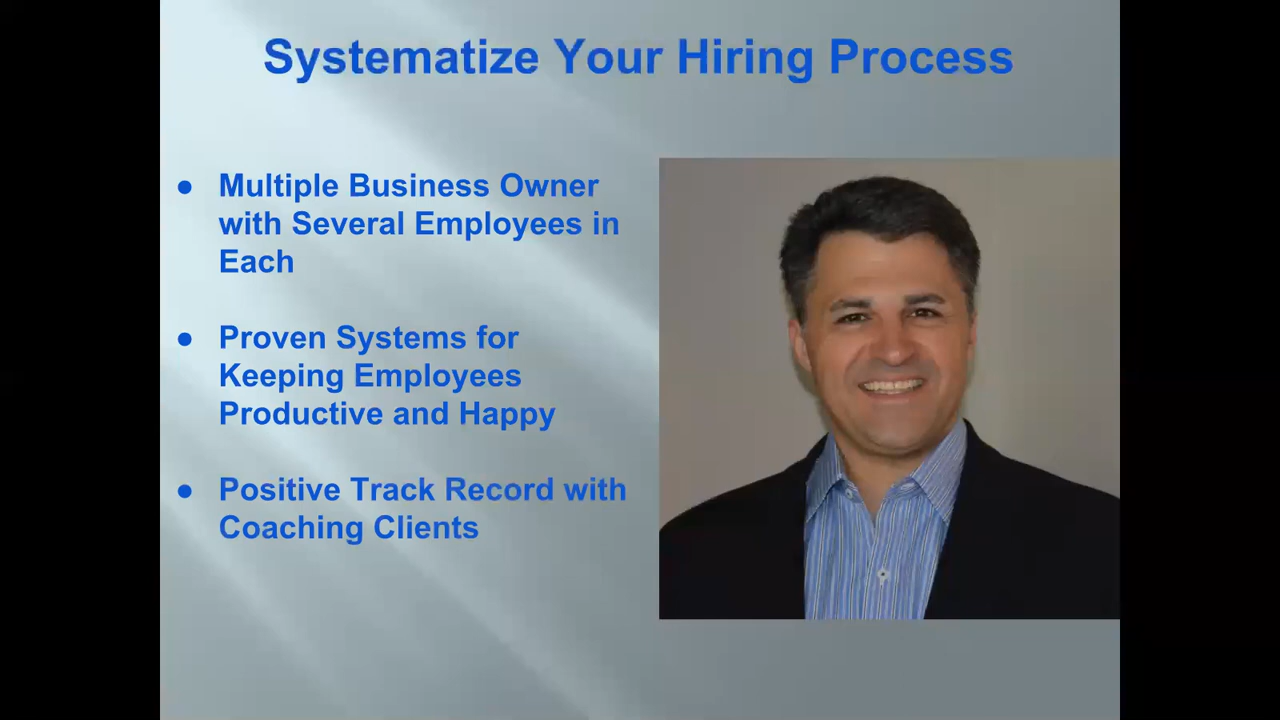 Systematize Your Hiring Process
● Multiple Business Owner
with Several Employees in
Each
● Proven Systems for
Keeping Employees
Productive and Happy
● Positive Track Record with
Coaching Clients